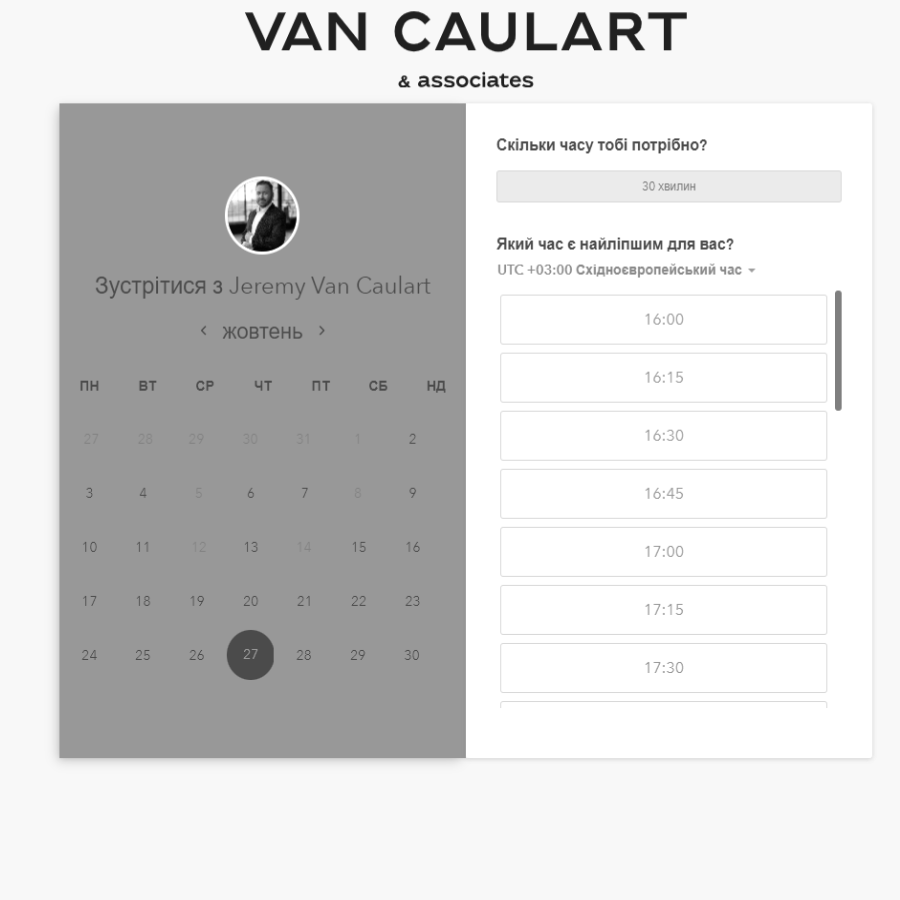 VAN CAULART
& associates
Зустрітися з Jeremy Van Caulart
жовтень
ПН ВТ СР ЧТ ПТ СБ НД
27 28 29 30 31 1 2
3 4 5 6 7 8 9
10 11 12 13 14 15 16
17 18 19 20 21 22 23
24 25 26 27 28 29 30
Скільки часу тобі потрібно?
30 хвилин
Який час є найліпшим для вас?
UTC +03:00 Східноєвропейський час
16:00
16:15
16:30
16:45
17:00
17:15
17:30